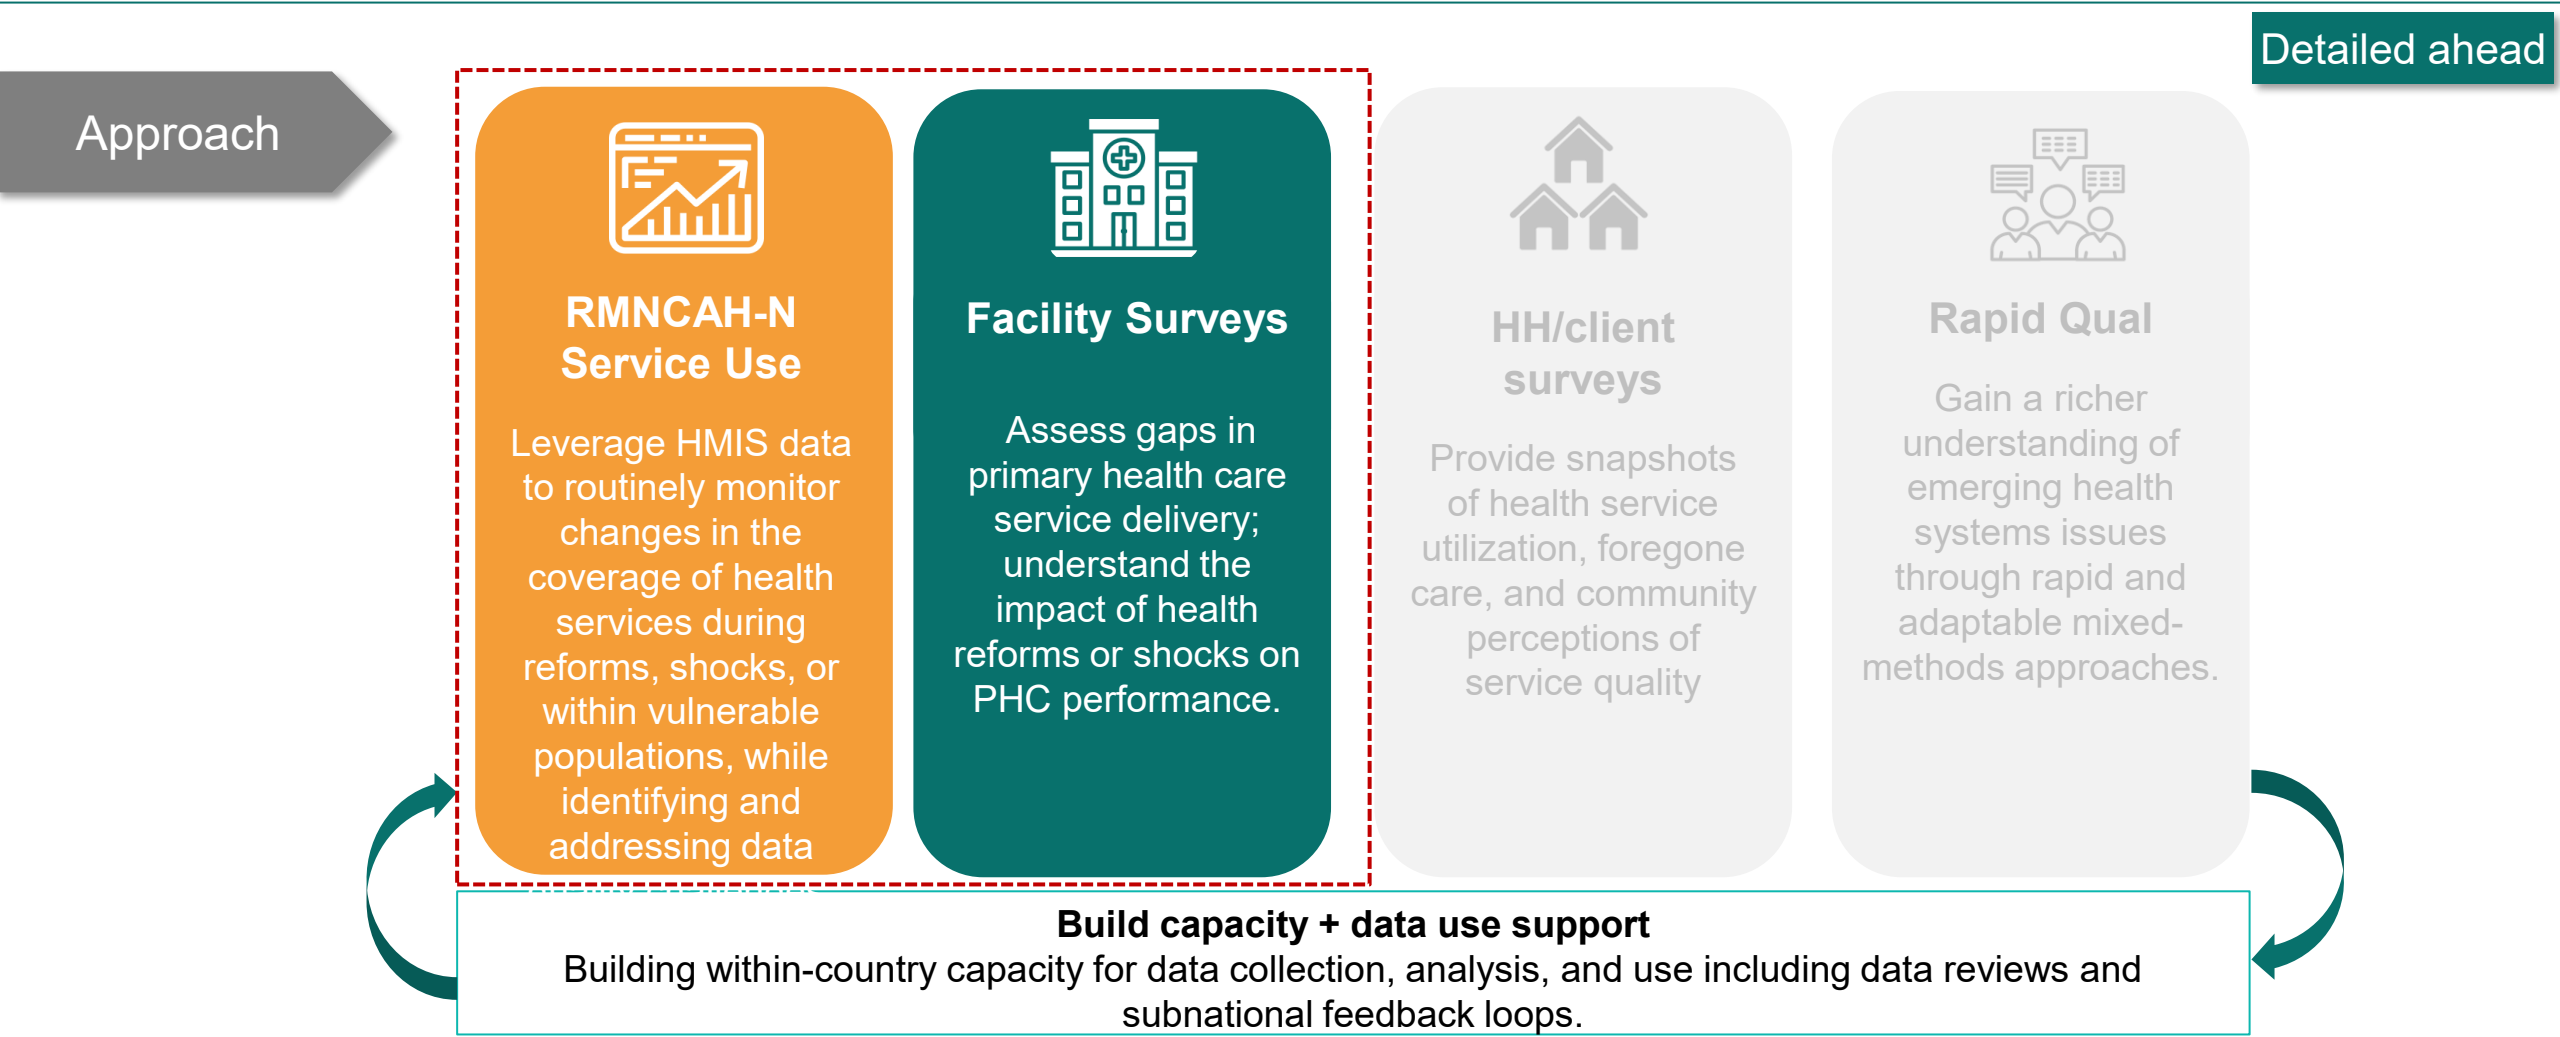 Detailed ahead
Approach
RMNCAH-N
Service Use
Leverage HMIS data
to routinely monitor
changes in the
coverage of health
services during
reforms, shocks, or
within vulnerable
populations, while
identifying and
addressing data
Facility Surveys
Assess gaps in
primary health care
service delivery;
understand the
impact of health
reforms or shocks on
PHC performance.
HH/client
surveys
Provide snapshots
of health service
utilization, foregone
care, and community
perceptions of
service quality
Rapid Qual
Gain a richer
understanding of
emerging health
systems issues
through rapid and
adaptable mixed-
methods approaches.
Build capacity + data use support
Building within-country capacity for data collection, analysis, and use including data reviews and
subnational feedback loops.